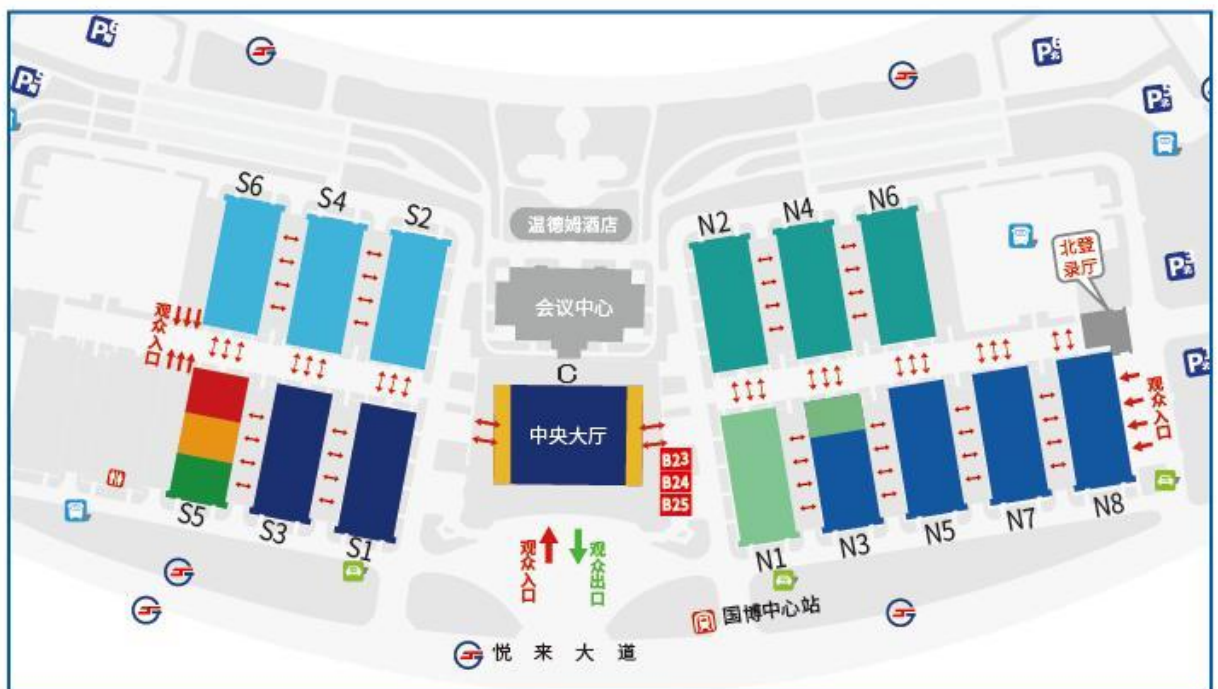 P
P
P
P
P
P
S6
S4
S2
温德姆酒店
N2
N4
N6
北登
录厅
会议中心
观众入口
观众入口
C
中央大厅
B23
B24
B25
S5
S3
S1
N1
N3
N5
N7
N8
观众入口
观众出口
国博中心站
悦来大道